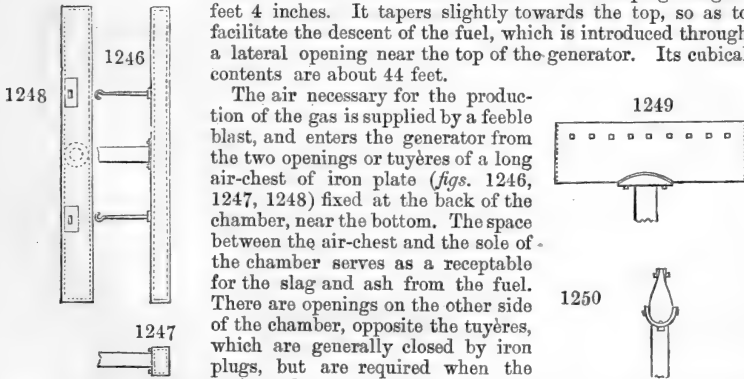 feet 4 inches. It tapers slightly towards the top, so as to
facilitate the descent of the fuel, which is introduced through
a lateral opening near the top of the generator. Its cubical
contents are about 44 feet.
The air necessary for the produc-
tion of the gas is supplied by a feeble
blast, and enters the generator from
the two openings or tuyères of a long
air-chest of iron plate (figs. 1246,
1247, 1248) fixed at the back of the
chamber, near the bottom. The space
between the air-chest and the sole of
the chamber serves as a receptable
for the slag and ash from the fuel.
There are openings on the other side
of the chamber, opposite the tuyères,
which are generally closed by iron
plugs, but are required when the
1246
1248
1247
1249
1250